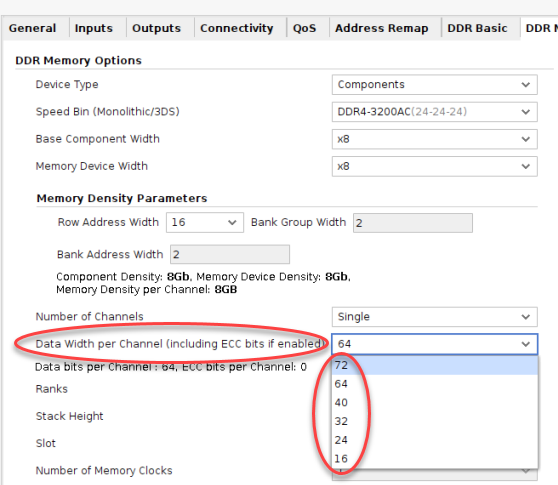 General Inputs Outputs Connectivity QoS Address Remap DDR Basic DDR
DDR Memory Options
Device Type Components
Speed Bin (Monolithic/3DS) DDR4-3200AC(24-24-24)
Base Component Width x8
Memory Device Width x8
Memory Density Parameters
Row Address Width 16 Bank Group Width 2
Bank Address Width 2
Component Density: 8Gb, Memory Device Density: 8Gb,
Memory Density per Channel: 8GB
Number of Channels Single
Data Width per Channel (including ECC bits if enabled) 64
Data bits per Channel : 64, ECC bits per Channel: 0
72
64
Ranks
40
Stack Height
32
Slot
24
16
Number of Memory Clocks